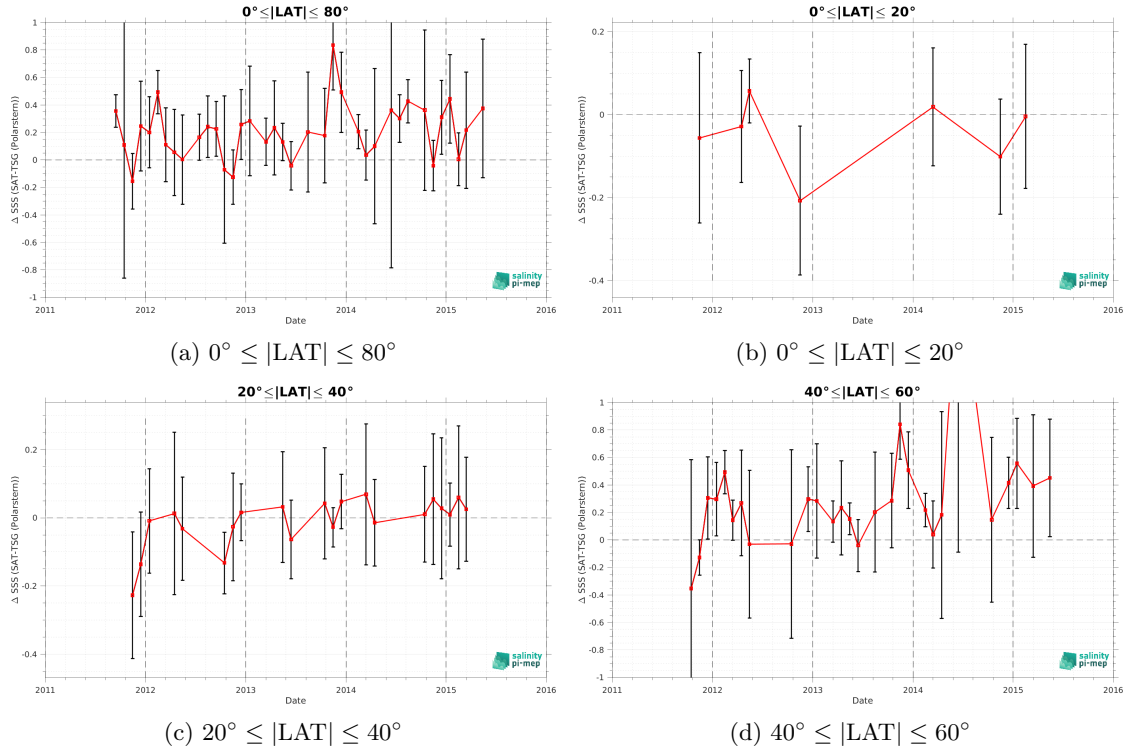 0°≤|LAT|≤ 80°
Δ SSS (SAT-TSG (Polarstern))
1
0.8
0.6
0.4
0.2
0
-0.2
-0.4
-0.6
-0.8
-1
2011
2012
2013
2014
2015
2016
Date
salinity
pi-mep
(a) 0° ≤ |LAT| ≤ 80°
0°≤|LAT|≤ 20°
Δ SSS (SAT-TSG (Polarstern))
0.2
0
-0.2
-0.4
2011
2012
2013
2014
2015
2016
Date
salinity
pi-mep
(b) 0° ≤ |LAT| ≤ 20°
20°≤|LAT|≤ 40°
Δ SSS (SAT-TSG (Polarstern))
0.2
0
-0.2
-0.4
2011
2012
2013
2014
2015
2016
Date
salinity
pi-mep
(c) 20° ≤ |LAT| ≤ 40°
40°≤|LAT|≤ 60°
Δ SSS (SAT-TSG (Polarstern))
1
0.8
0.6
0.4
0.2
0
-0.2
-0.4
-0.6
-0.8
-1
2011
2012
2013
2014
2015
2016
Date
salinity
pi-mep
(d) 40° ≤ |LAT| ≤ 60°